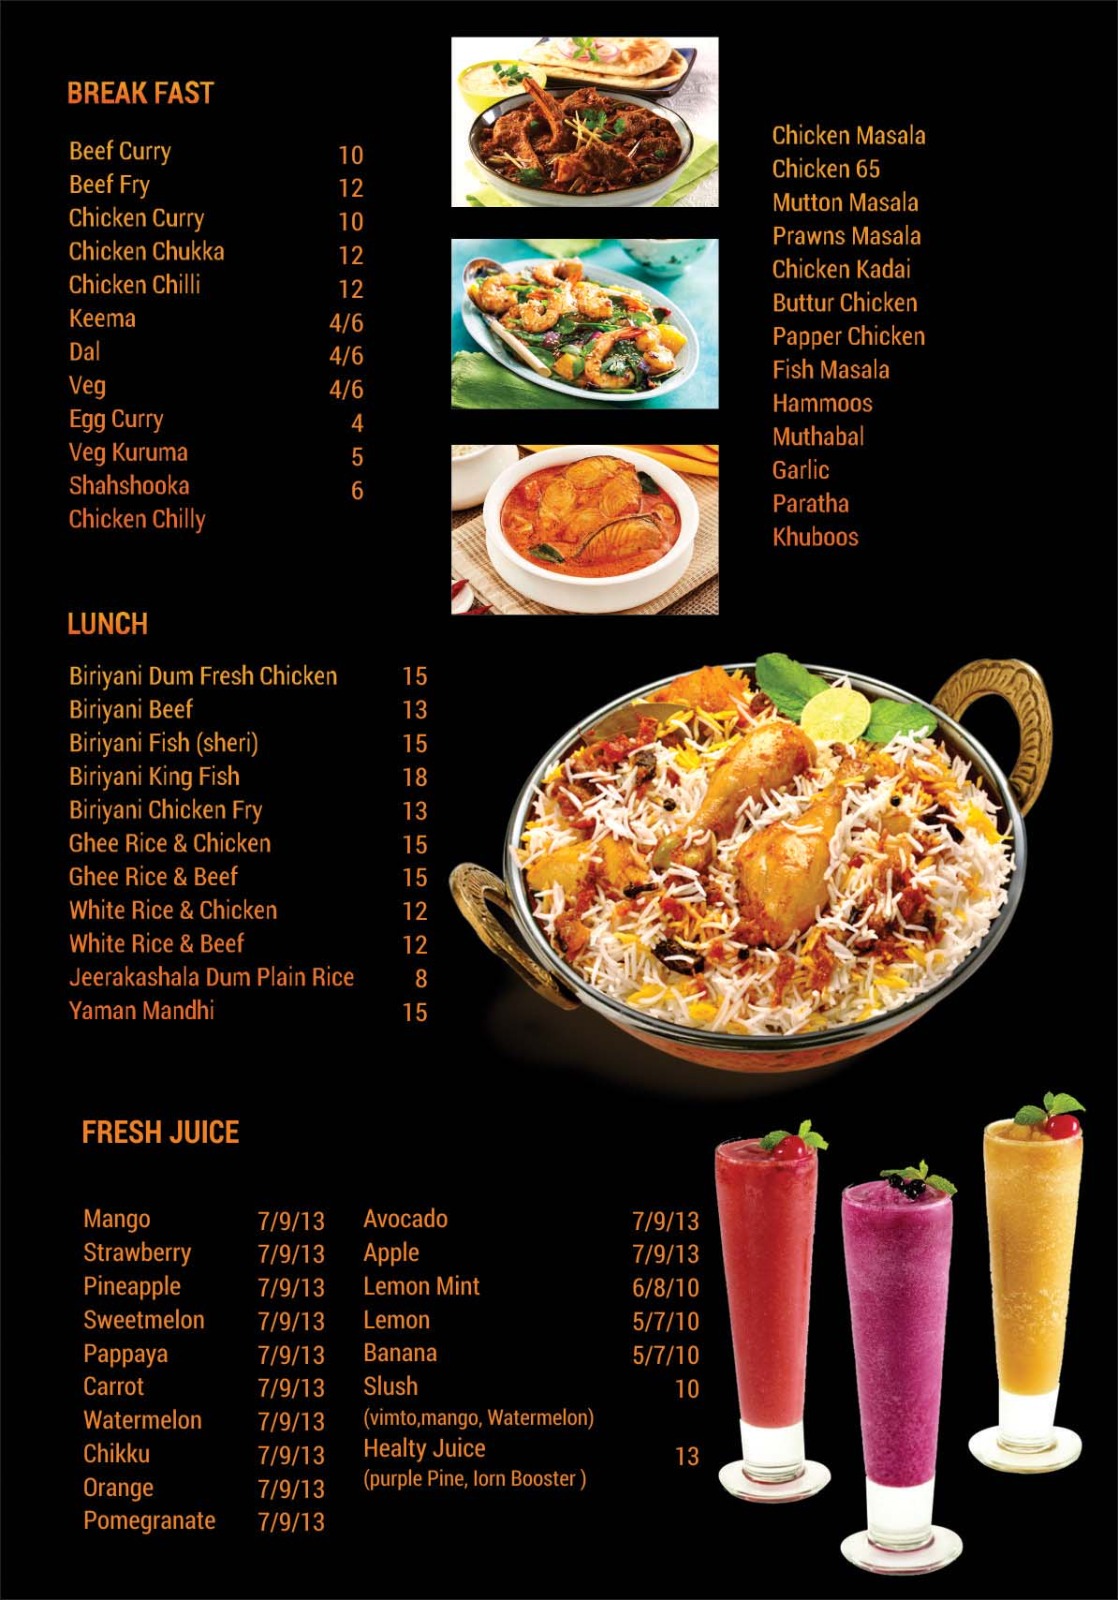 BREAK FAST
Beef Curry 10
Beef Fry 12
Chicken Curry 10
Chicken Chukka 12
Chicken Chilli 12
Keema 4/6
Dal 4/6
Veg 4/6
Egg Curry 4
Veg Kuruma 5
Shahshooka 6
Chicken Chilly
Chicken Masala
Chicken 65
Mutton Masala
Prawns Masala
Chicken Kadai
Buttur Chicken
Papper Chicken
Fish Masala
Hammoos
Muthabal
Garlic
Paratha
Khuboos
LUNCH
Biriyani Dum Fresh Chicken 15
Biriyani Beef 13
Biriyani Fish (sheri) 15
Biriyani King Fish 18
Biriyani Chicken Fry 13
Ghee Rice & Chicken 15
Ghee Rice & Beef 15
White Rice & Chicken 12
White Rice & Beef 12
Jeerakashala Dum Plain Rice 8
Yaman Mandhi 15
FRESH JUICE
Mango 7/9/13
Strawberry 7/9/13
Pineapple 7/9/13
Sweetmelon 7/9/13
Pappaya 7/9/13
Carrot 7/9/13
Watermelon 7/9/13
Chikku 7/9/13
Orange 7/9/13
Pomegranate 7/9/13
Avocado 7/9/13
Apple 7/9/13
Lemon Mint 6/8/10
Lemon 5/7/10
Banana 5/7/10
Slush 10
(vimto,mango, Watermelon)
Healty Juice 13
(purple Pine, Iorn Booster )